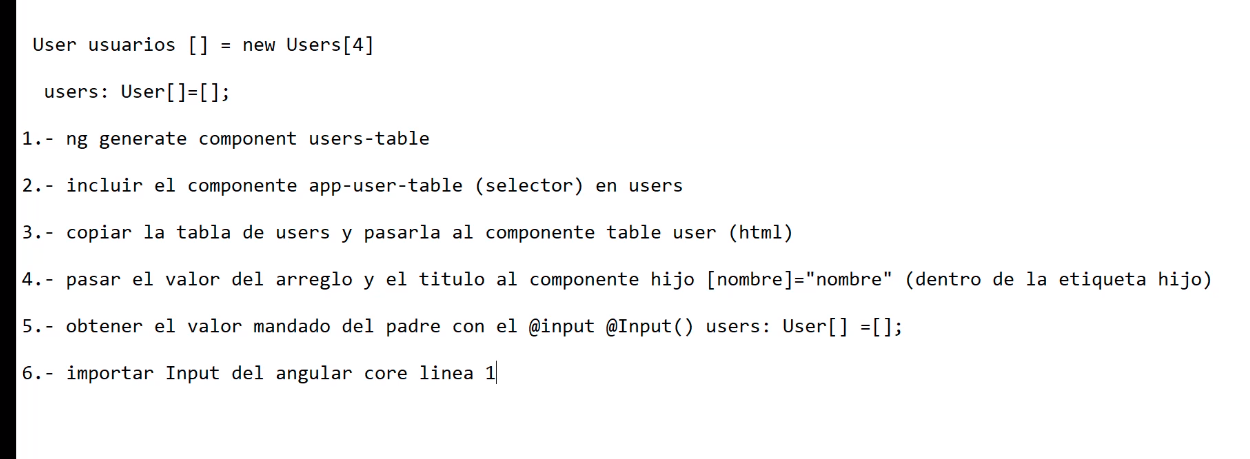 User usuarios [] = new Users[4]
users: User[]=[];
1.- ng generate component users-table
2.- incluir el componente app-user-table (selector) en users
3.- copiar la tabla de users y pasarla al componente table user (html)
4.- pasar el valor del arreglo y el titulo al componente hijo [nombre]="nombre" (dentro de la etiqueta hijo)
5.- obtener el valor mandado del padre con el @input @Input() users: User[] =[];
6.- importar Input del angular core linea 1